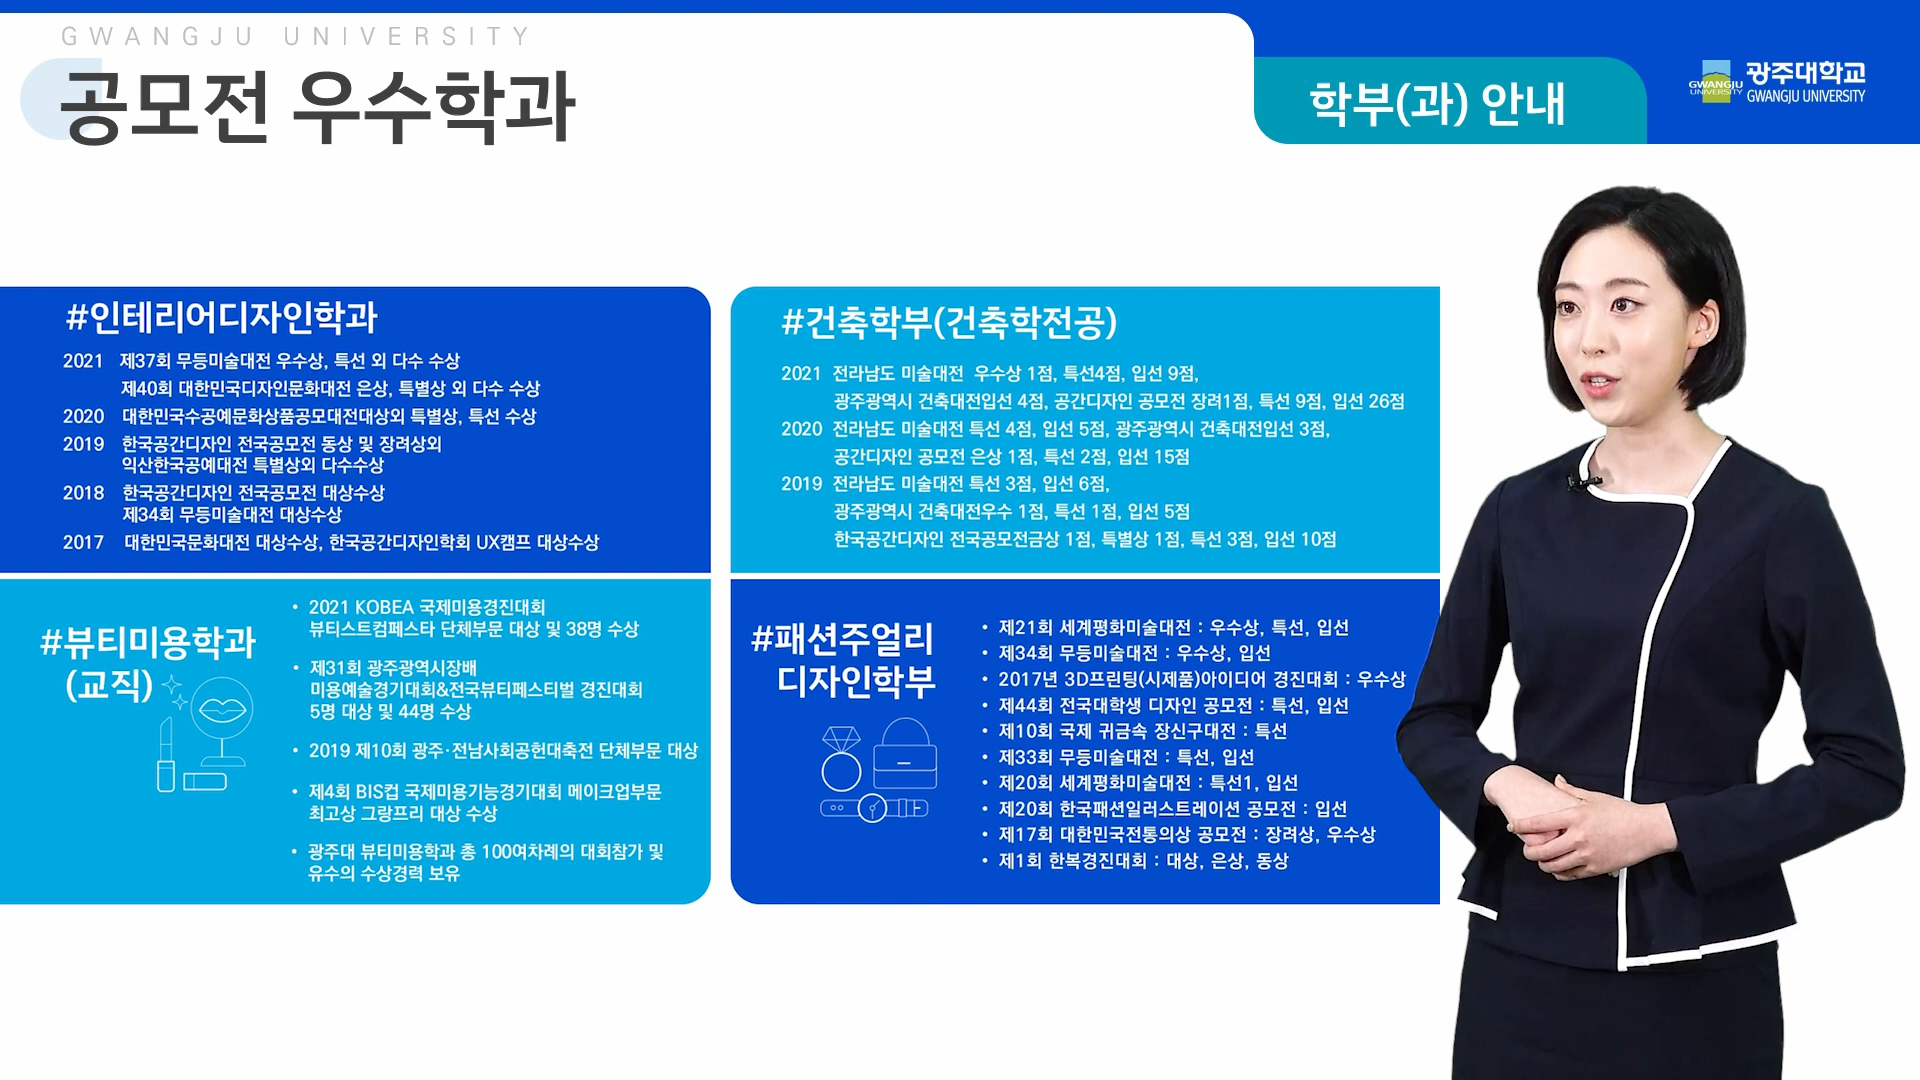 GWANGJU UNIVERSITY
공모전 우수학과
학부(과) 안내
GWANGJU
UNIVERSITY
광주대학교
GWANGJU UNIVERSITY
#인테리어디자인학과
2021 제37회 무등미술대전 우수상, 특선 외 다수 수상
제40회 대한민국디자인문화대전 은상, 특별상 외 다수 수상
2020 대한민국수공예문화상품공모대전대상외 특별상, 특선 수상
2019 한국공간디자인 전국공모전 동상 및 장려상외
익산한국공예대전 특별상외 다수수상
2018 한국공간디자인 전국공모전 대상수상
제34회 무등미술대전 대상수상
2017 대한민국문화대전 대상수상, 한국공간디자인학회 UX캠프 대상수상
#건축학부(건축학전공)
2021 전라남도 미술대전 우수상 1점, 특선4점, 입선 9점,
광주광역시 건축대전입선 4점, 공간디자인 공모전 장려1점, 특선 9점, 입선 26점
2020 전라남도 미술대전 특선 4점, 입선 5점, 광주광역시 건축대전입선 3점,
공간디자인 공모전 은상 1점, 특선 2점, 입선 15점
2019 전라남도 미술대전 특선 3점, 입선 6점,
광주광역시 건축대전우수 1점, 특선 1점, 입선 5점
한국공간디자인 전국공모전금상 1점, 특별상 1점, 특선 3점, 입선 10점
#뷰티미용학과
(교직)
• 2021 KOBEA 국제미용경진대회
뷰티스트컴페스타 단체부문 대상 및 38명 수상
• 제31회 광주광역시장배
미용예술경기대회&전국뷰티페스티벌 경진대회
5명 대상 및 44명 수상
• 2019 제10회 광주·전남사회공헌대축전 단체부문 대상
• 제4회 BIS컵 국제미용기능경기대회 메이크업부문
최고상 그랑프리 대상 수상
• 광주대 뷰티미용학과 총 100여차례의 대회참가 및
유수의 수상경력 보유
#패션주얼리
디자인학부
• 제21회 세계평화미술대전 : 우수상, 특선, 입선
• 제34회 무등미술대전 : 우수상, 입선
• 2017년 3D프린팅(시제품)아이디어 경진대회 : 우수상
• 제44회 전국대학생 디자인 공모전 : 특선, 입선
• 제10회 국제 귀금속 장신구대전 : 특선
• 제33회 무등미술대전 : 특선, 입선
• 제20회 세계평화미술대전 : 특선1, 입선
• 제20회 한국패션일러스트레이션 공모전 : 입선
• 제17회 대한민국전통의상 공모전 : 장려상, 우수상
• 제1회 한복경진대회 : 대상, 은상, 동상